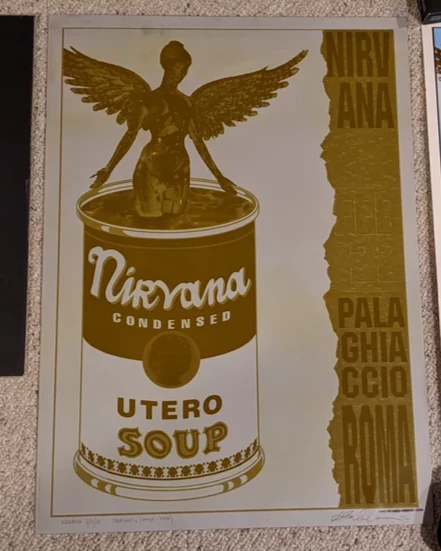 NIRV
ANA
PALA
GHIA
CCIO
ROMA
Nirvana
CONDENSED
UTERO
SOUP